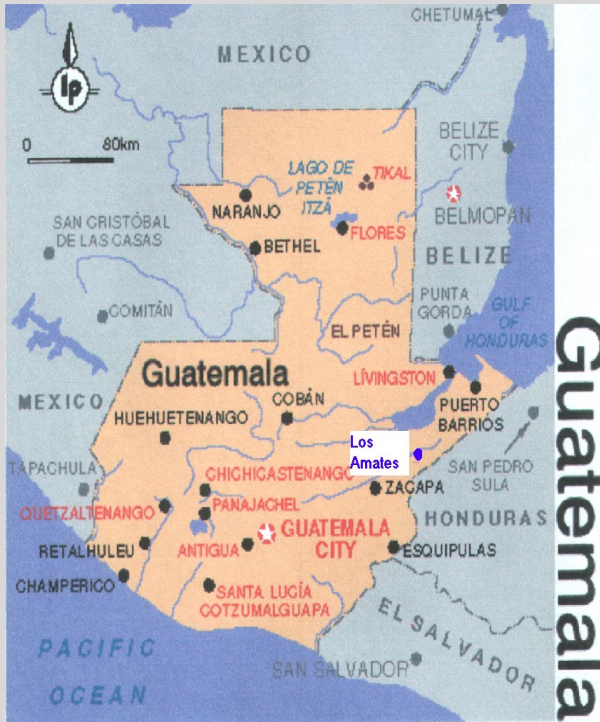 CHETUMAL
MEXICO
lp
0 80km
BELIZE
CITY
LAGO DE
PETÉN
ITZÁ
TIKAL
NARANJO
BELMOPAN
SAN CRISTÓBAL
DE LAS CASAS
FLORES
BETHEL
BELIZE
PUNTA
GORDA
GULF
OF
HONDURAS
COMITÁN
EL PETÉN
Guatemala
LÍVINGSTON
MEXICO
COBÁN
PUERTO
BARRIÓS
HUEHUETENANGO
Los
Amates
TAPACHULA
CHICHICASTENANGO
SAN PEDRO
SULA
ZACAPA
QUETZALTENANGO
PANAJACHEL
HONDURAS
GUATEMALA
CITY
RETALHULEU
ANTIGUA
ESQUIPULAS
CHAMPERICO
SANTA LUCÍA
COTZUMALGUAPA
EL SALVADOR
PACIFIC
OCEAN
SAN SALVADOR
Guatemala